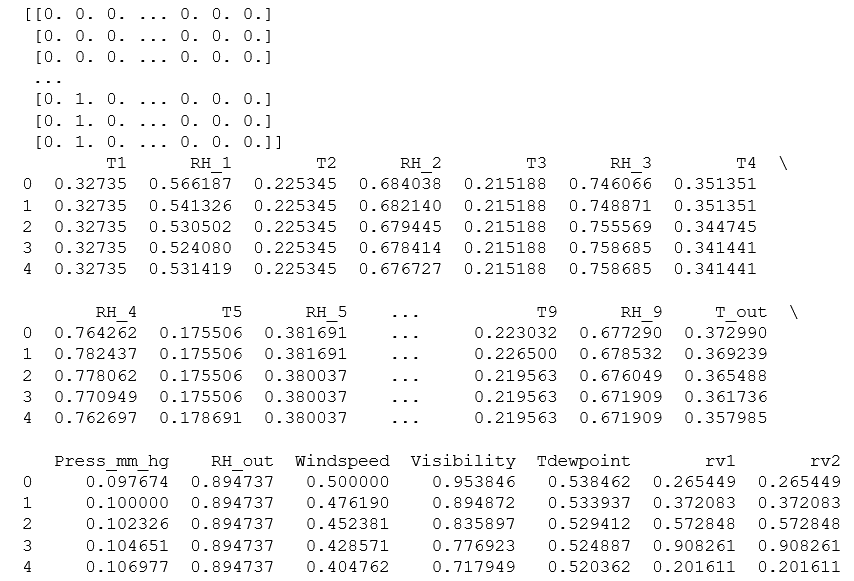 [[0. 0. 0. ... 0. 0. 0.]
[0. 0. 0. ... 0. 0. 0.]
[0. 0. 0. ... 0. 0. 0.]
...
[0. 1. 0. ... 0. 0. 0.]
[0. 1. 0. ... 0. 0. 0.]
[0. 1. 0. ... 0. 0. 0.]]
T1 RH_1 T2 RH_2 T3 RH_3 T4 \
0 0.32735 0.566187 0.225345 0.684038 0.215188 0.746066 0.351351
1 0.32735 0.541326 0.225345 0.682140 0.215188 0.748871 0.351351
2 0.32735 0.530502 0.225345 0.679445 0.215188 0.755569 0.344745
3 0.32735 0.524080 0.225345 0.678414 0.215188 0.758685 0.341441
4 0.32735 0.531419 0.225345 0.676727 0.215188 0.758685 0.341441
RH_4 T5 RH_5 ... T9 RH_9 T_out \
0 0.764262 0.175506 0.381691 ... 0.223032 0.677290 0.372990
1 0.782437 0.175506 0.381691 ... 0.226500 0.678532 0.369239
2 0.778062 0.175506 0.380037 ... 0.219563 0.676049 0.365488
3 0.770949 0.175506 0.380037 ... 0.219563 0.671909 0.361736
4 0.762697 0.178691 0.380037 ... 0.219563 0.671909 0.357985
Press_mm_hg RH_out Windspeed Visibility Tdewpoint rv1 rv2
0 0.097674 0.894737 0.500000 0.953846 0.538462 0.265449 0.265449
1 0.100000 0.894737 0.476190 0.894872 0.533937 0.372083 0.372083
2 0.102326 0.894737 0.452381 0.835897 0.529412 0.572848 0.572848
3 0.104651 0.894737 0.428571 0.776923 0.524887 0.908261 0.908261
4 0.106977 0.894737 0.404762 0.717949 0.520362 0.201611 0.201611